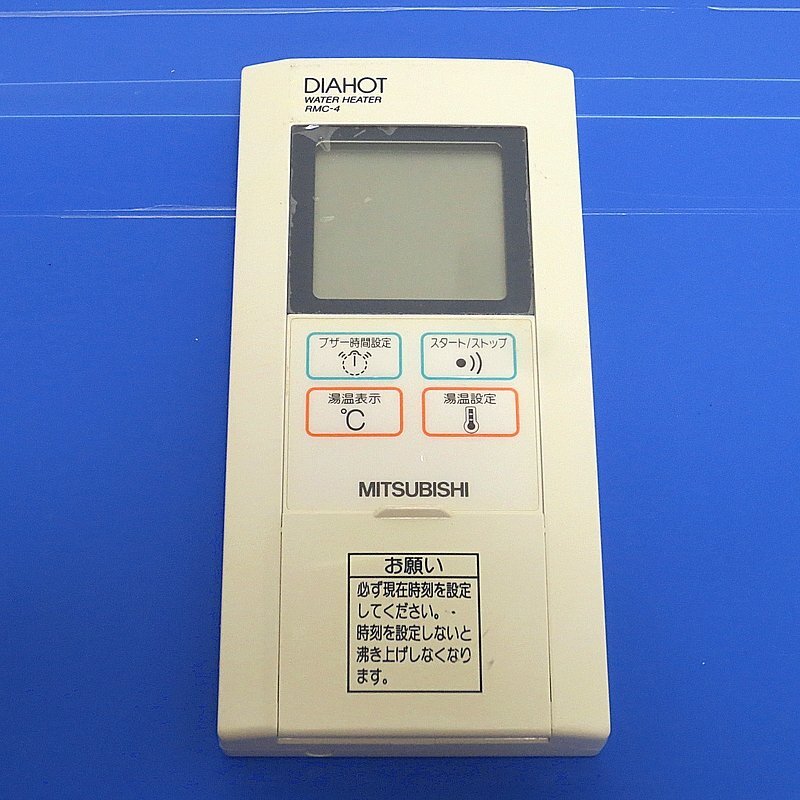 DIAHOT
WATER HEATER
RMC-4
ブザー時間設定
スタート/ストップ
湯温表示
℃
湯温設定
MITSUBISHI
お願い
必ず現在時刻を設定
してください。
時刻を設定しないと
沸き上げしなくなり
ます。